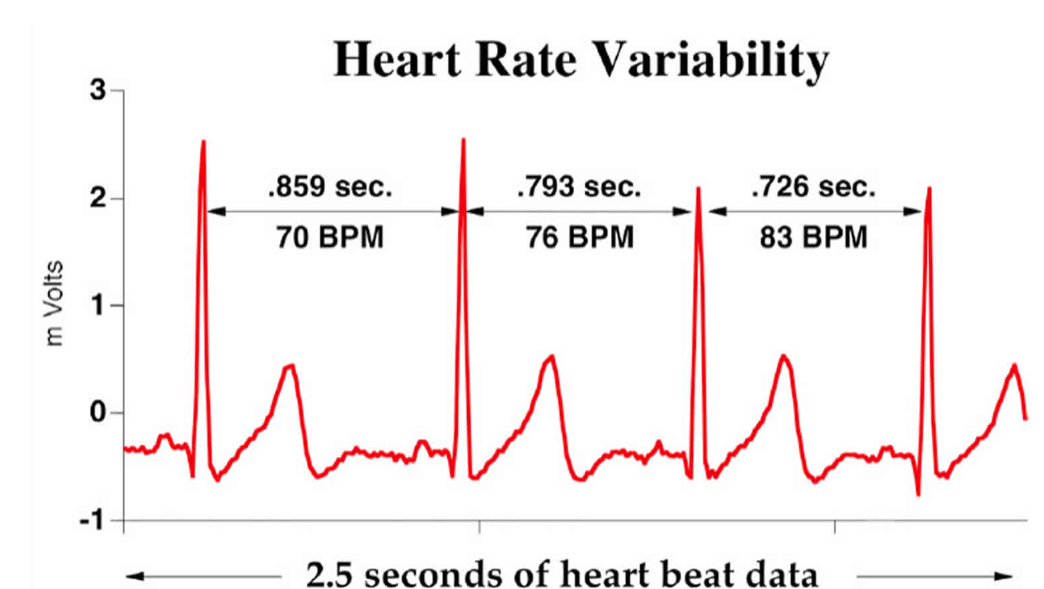 Heart Rate Variability
3
.859 sec. .793 sec. .726 sec.
2
70 BPM 76 BPM 83 BPM
m Volts
1
0
-1
2.5 seconds of heart beat data